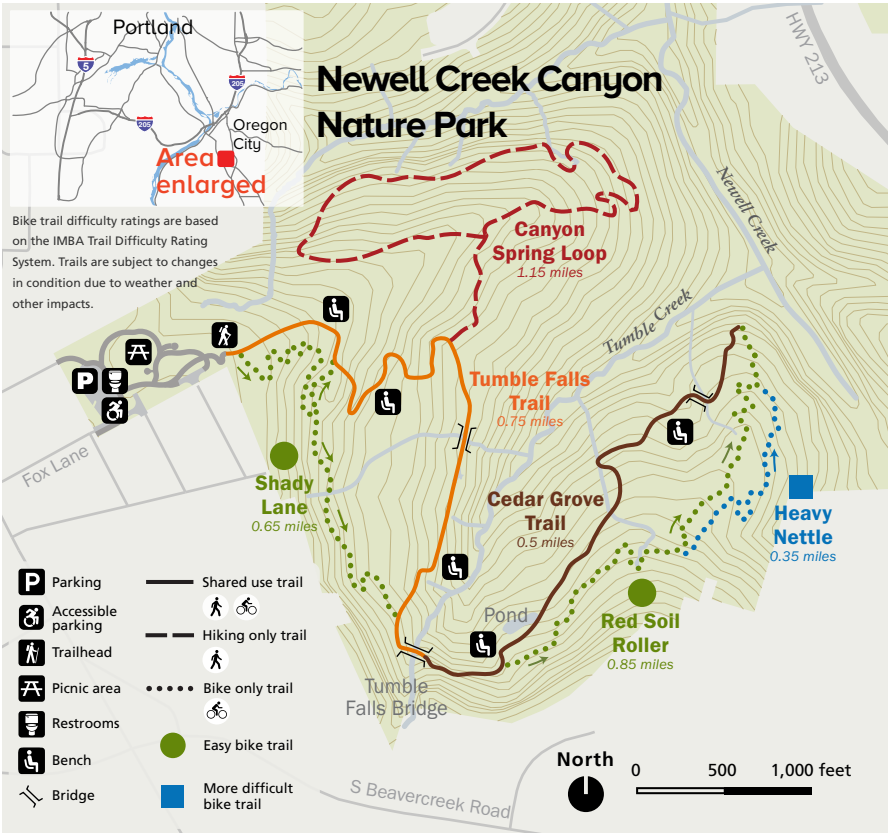 Portland
5
205
205
Oregon
City
Area
enlarged
Newell Creek Canyon
Nature Park
HWY 213
Bike trail difficulty ratings are based
on the IMBA Trail Difficulty Rating
System. Trails are subject to changes
in condition due to weather and
other impacts.
Newell Creek
Canyon
Spring Loop
1.15 miles
Tumble Creek
P
Tumble Falls
Trail
0.75 miles
Fox Lane
Shady
Lane
0.65 miles
Cedar Grove
Trail
0.5 miles
Heavy
Nettle
0.35 miles
Pond
Red Soil
Roller
0.85 miles
Tumble
Falls Bridge
P Parking
Accessible
parking
Trailhead
Picnic area
Restrooms
Bench
Bridge
Shared use trail
Hiking only trail
Bike only trail
Easy bike trail
More difficult
bike trail
S Beavercreek Road
North
0 500 1,000 feet